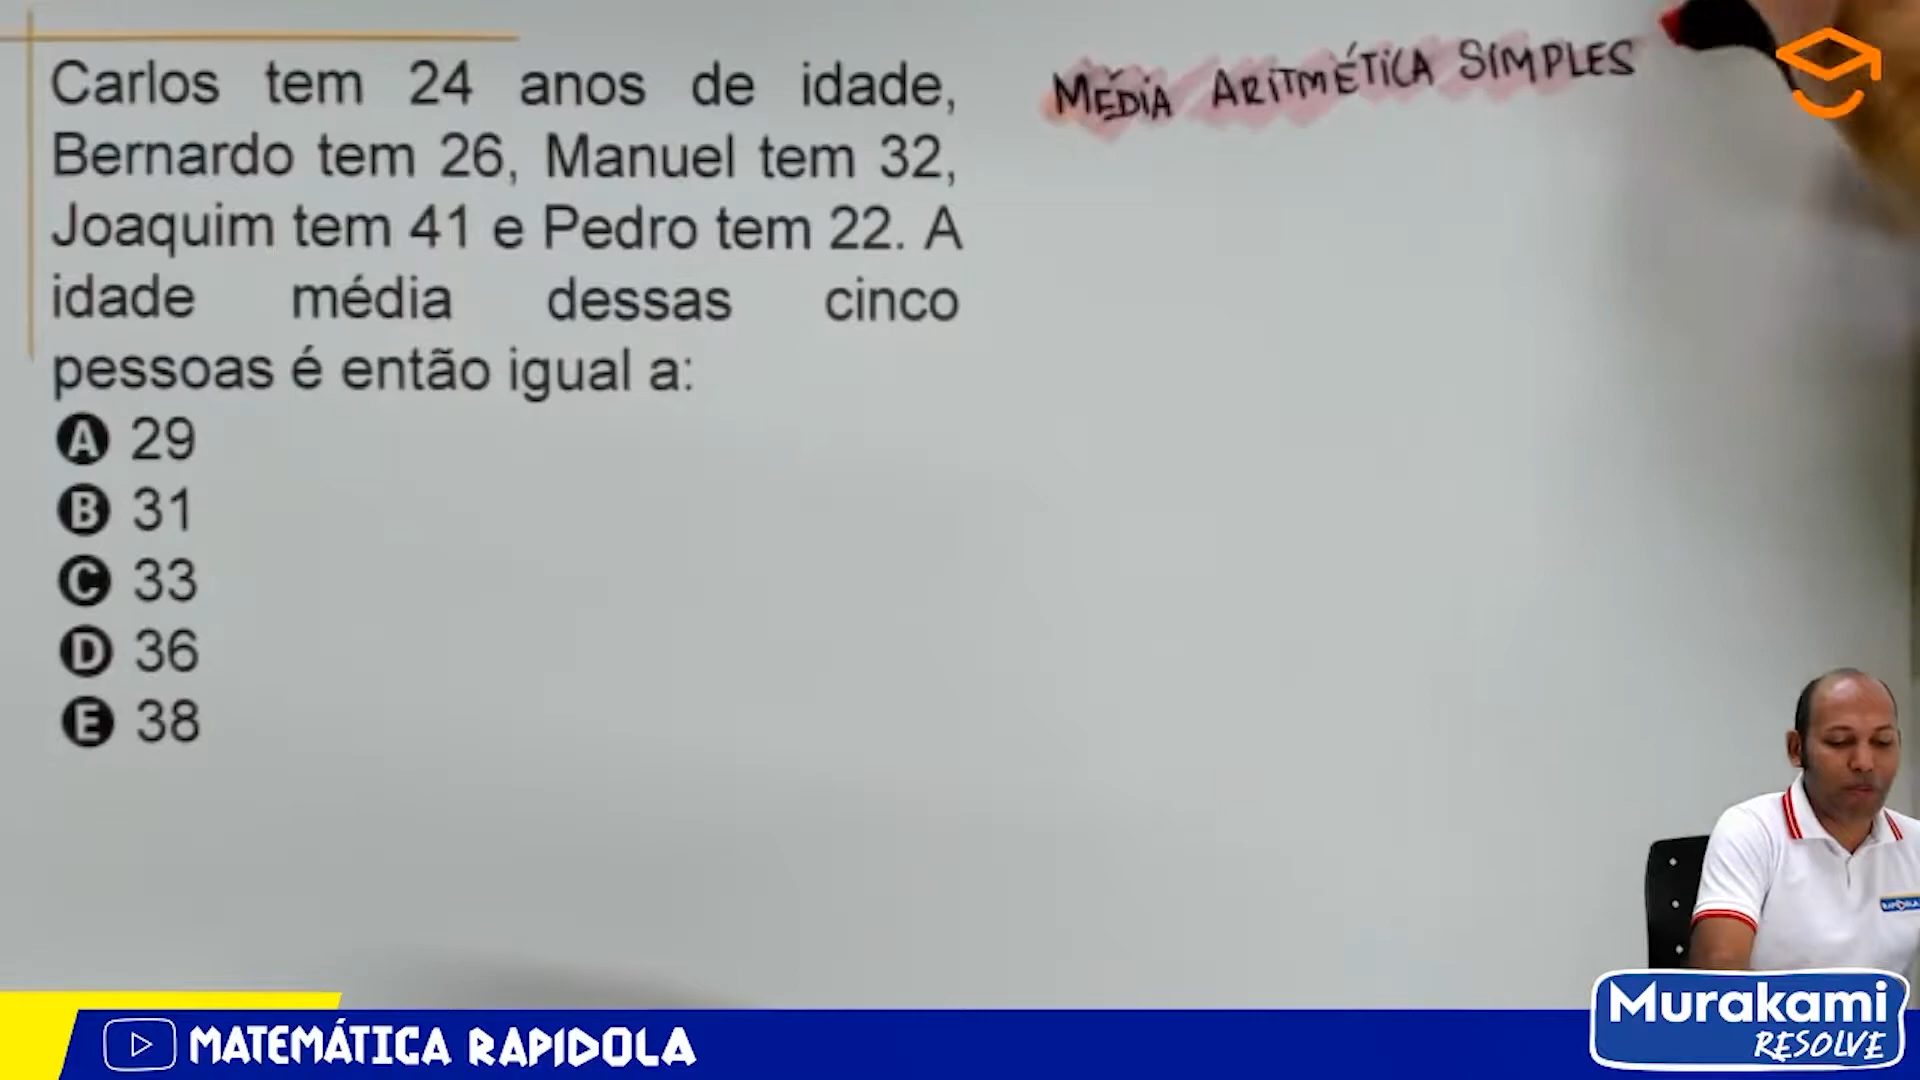 Carlos tem 24 anos de idade,
Bernardo tem 26, Manuel tem 32,
Joaquim tem 41 e Pedro tem 22. A
idade média dessas cinco
pessoas é então igual a:
A 29
B 31
C 33
D 36
E 38
MÉDIA ARITMÉTICA SIMPLES
RAPIDOLA
MATEMÁTICA RAPIDOLA
Murakami
RESOLVE